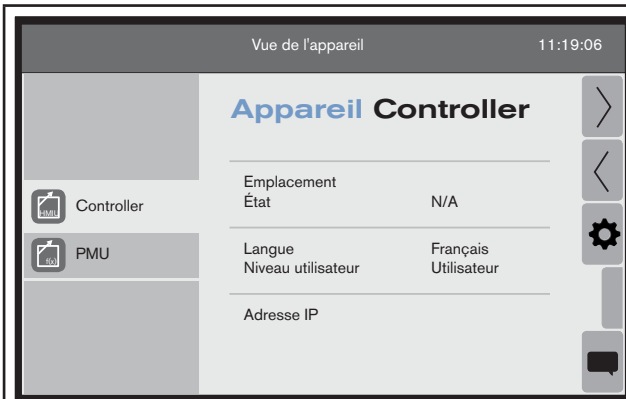 Vue de l'appareil 11:19:06
Appareil Controller
Emplacement
État N/A
HMIL
Controller
f(x)
PMU
Langue Français
Niveau utilisateur Utilisateur
Adresse IP